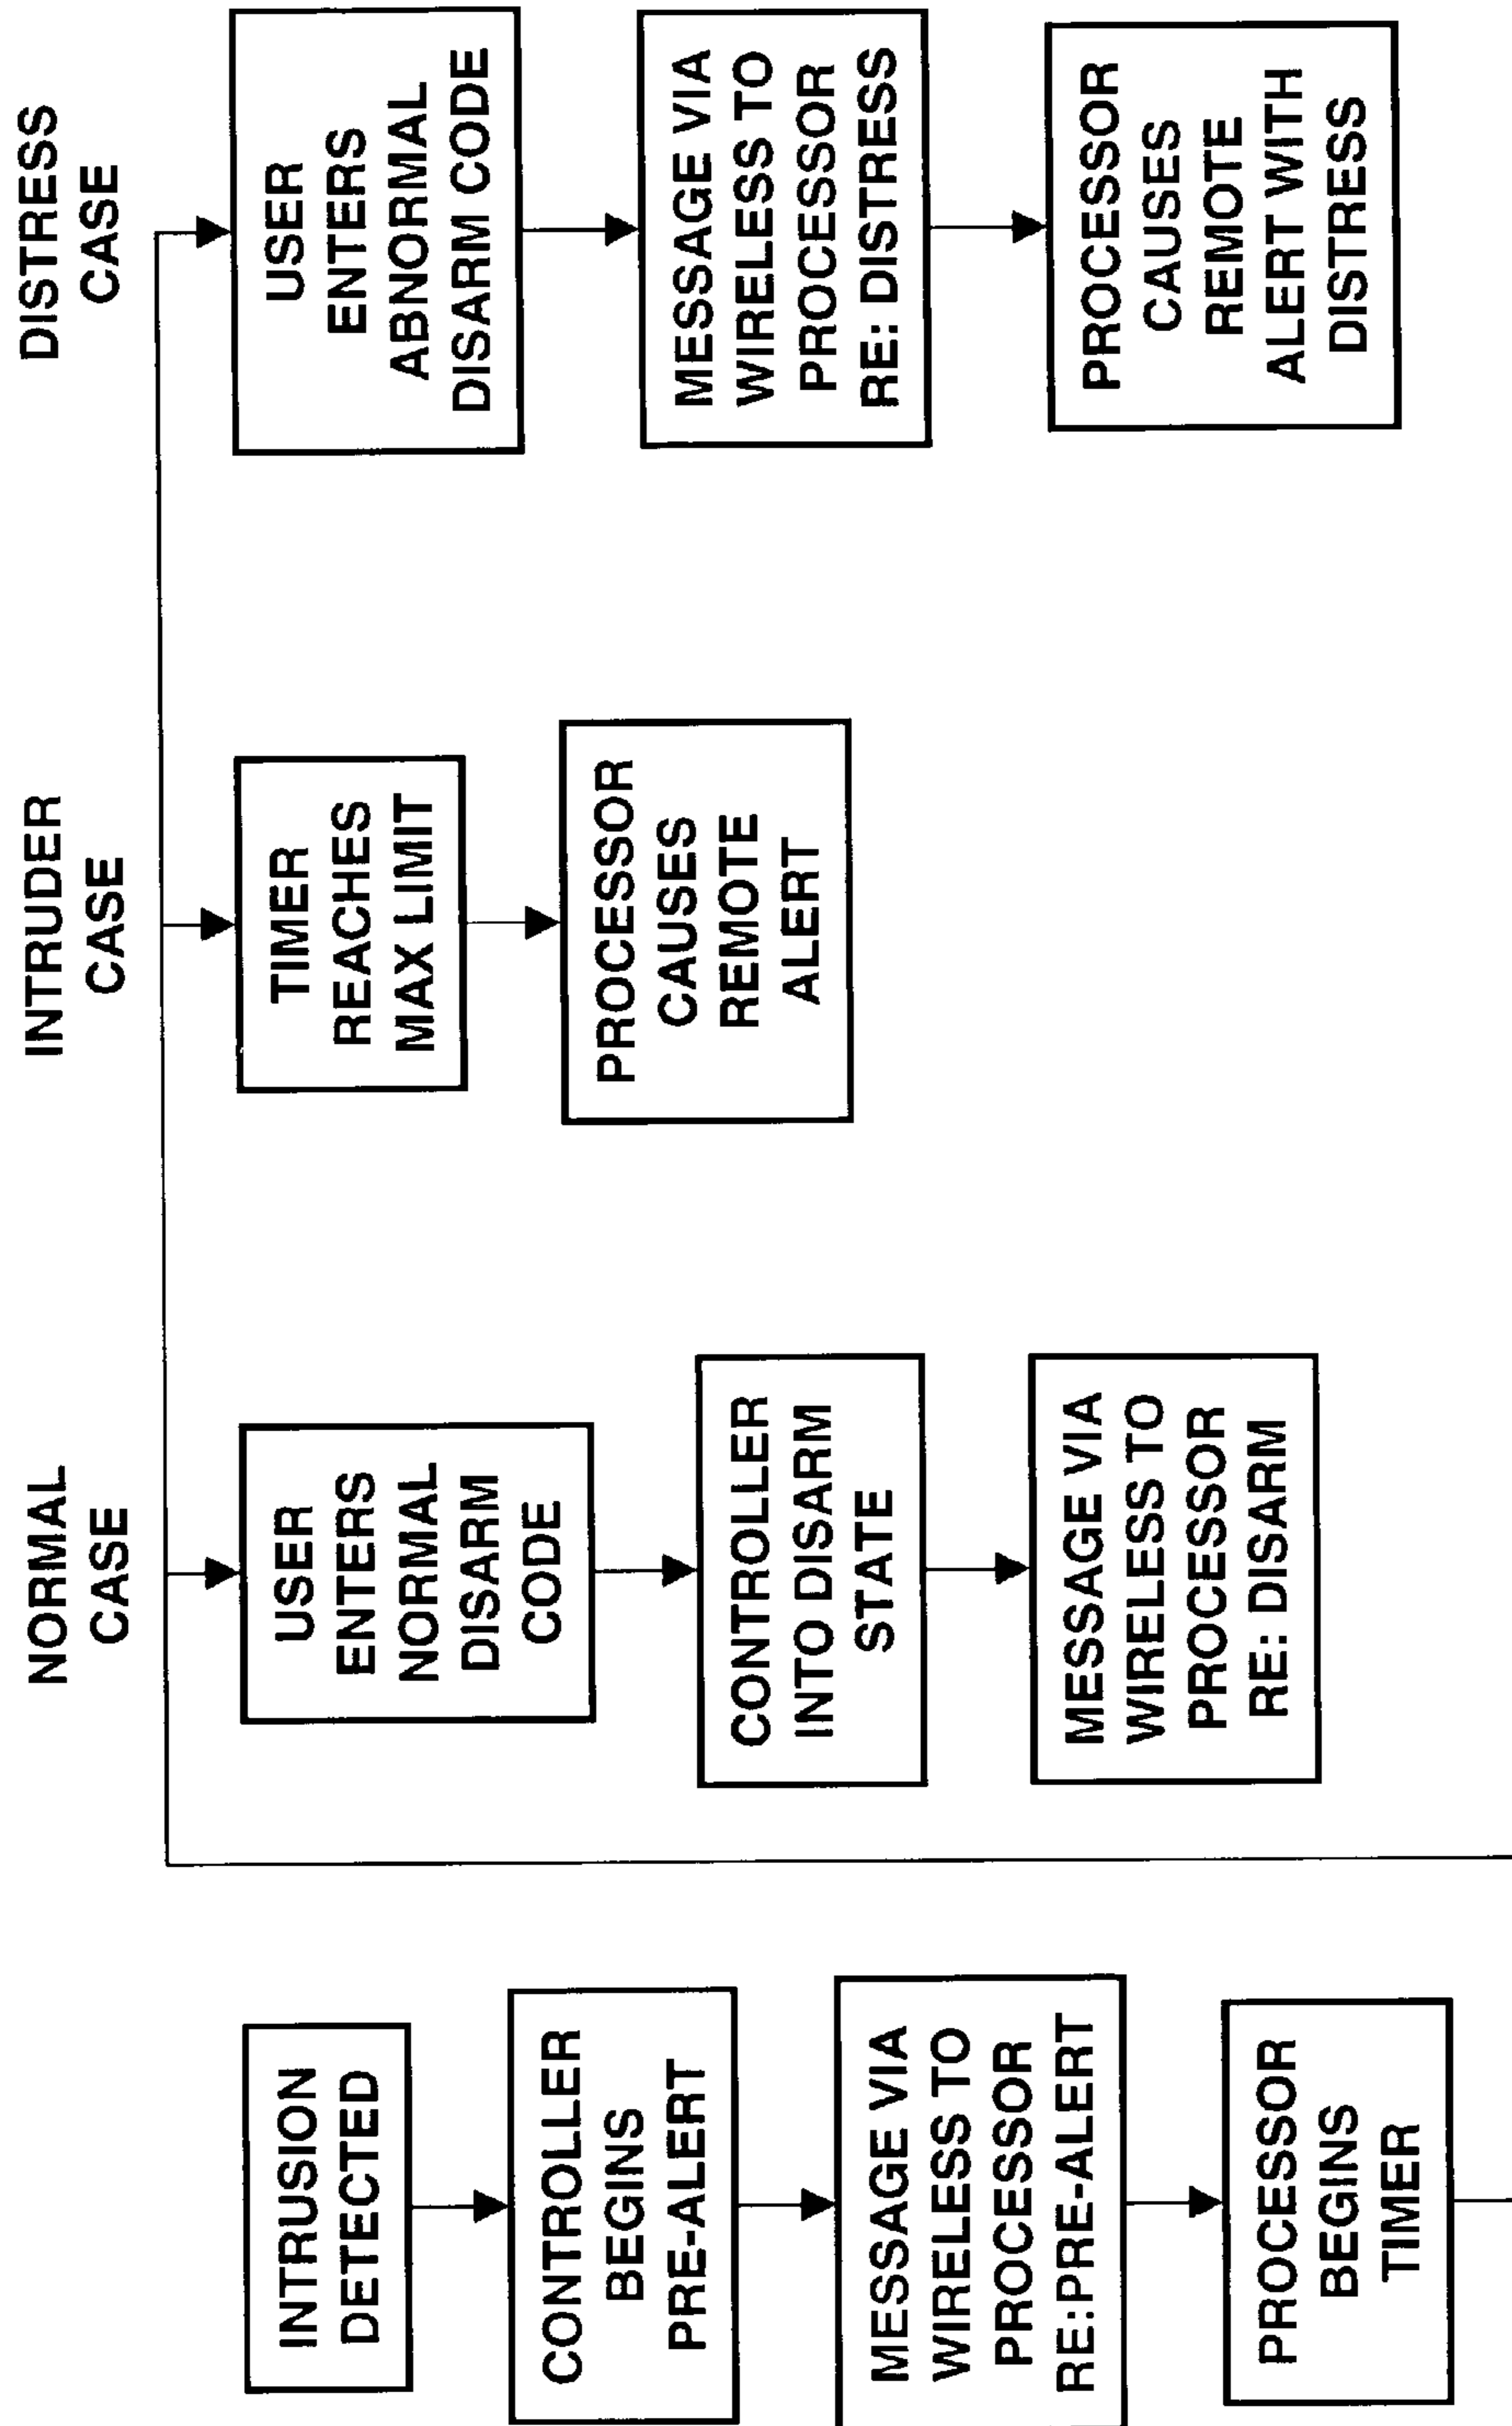 INTRUSION
DETECTED
CONTROLLER
BEGINS
PRE-ALERT
MESSAGE VIA
WIRELESS TO
PROCESSOR
RE:PRE-ALERT
PROCESSOR
BEGINS
TIMER
NORMAL
CASE
USER
ENTERS
NORMAL
DISARM
CODE
CONTROLLER
INTO DISARM
STATE
MESSAGE VIA
WIRELESS TO
PROCESSOR
RE: DISARM
INTRUDER
CASE
TIMER
REACHES
MAX LIMIT
PROCESSOR
CAUSES
REMOTE
ALERT
DISTRESS
CASE
USER
ENTERS
ABNORMAL
DISARM CODE
MESSAGE VIA
WIRELESS TO
PROCESSOR
RE: DISTRESS
PROCESSOR
CAUSES
REMOTE
ALERT WITH
DISTRESS